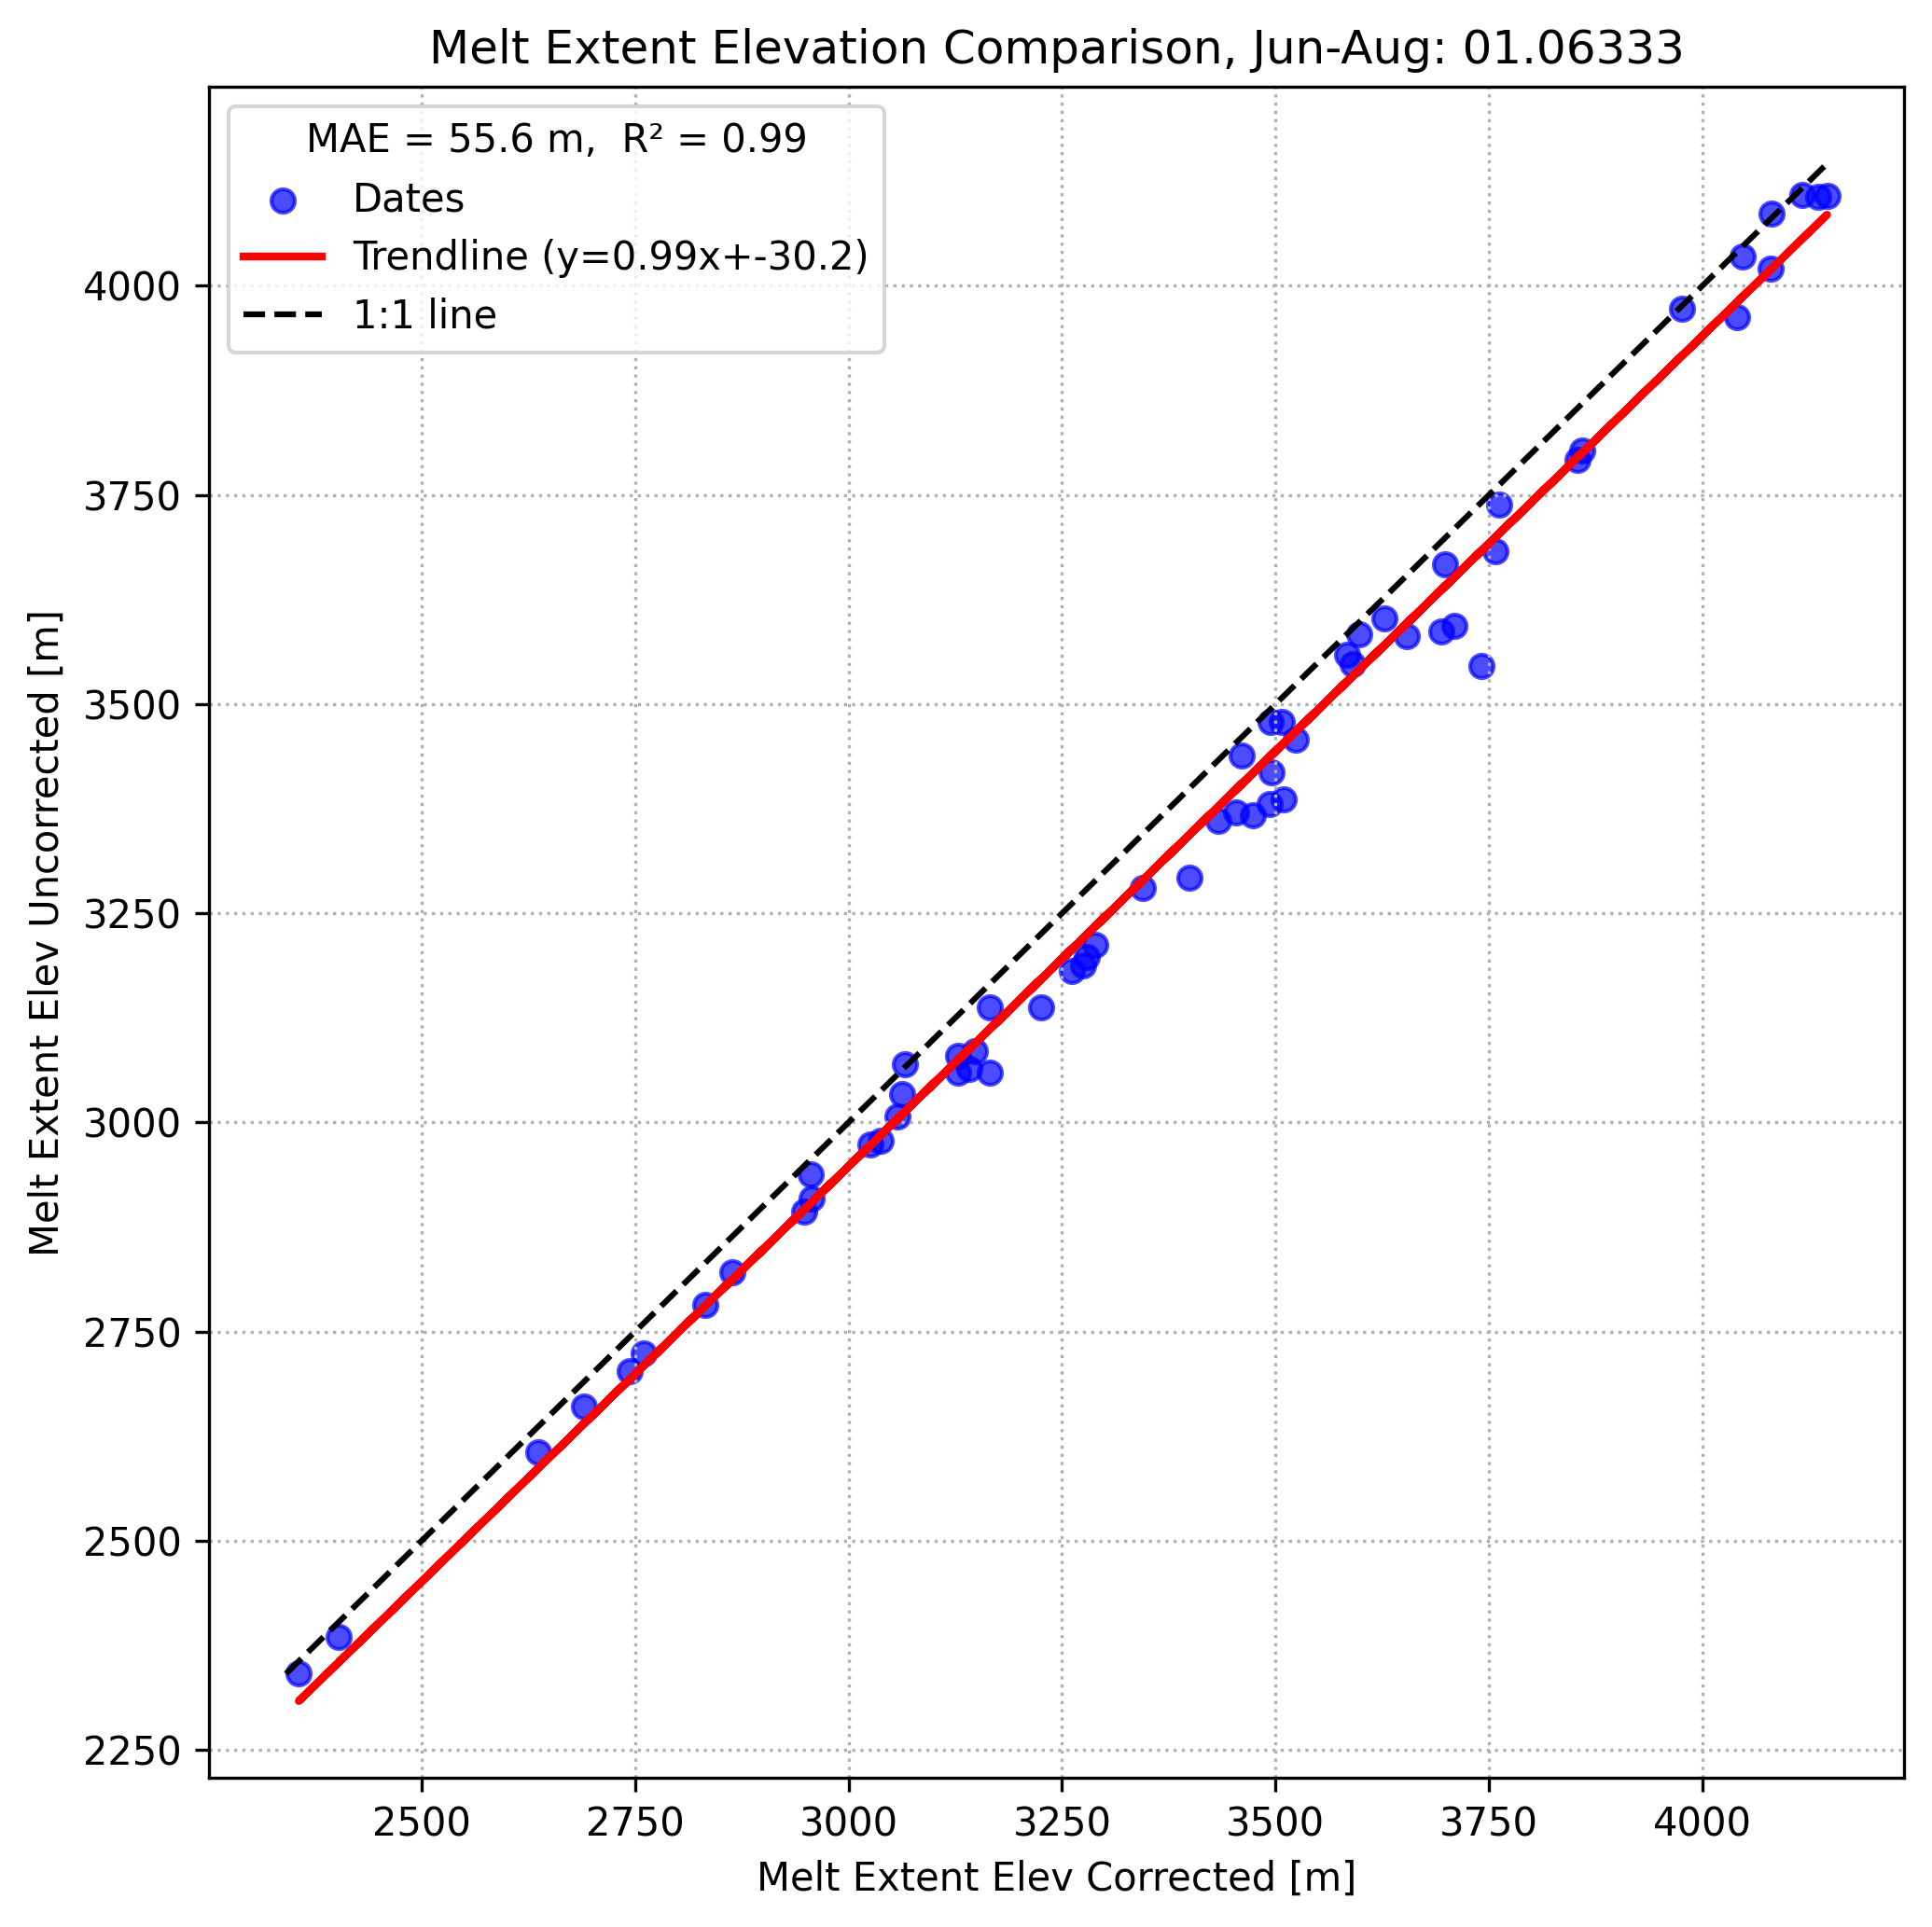 Melt Extent Elevation Comparison, Jun-Aug: 01.06333
MAE = 55.6 m,  R² = 0.99
Dates
Trendline (y=0.99x+-30.2)
1:1 line
4000
3750
3500
3250
3000
2750
2500
2250
Melt Extent Elev Uncorrected [m]
2500 2750 3000 3250 3500 3750 4000
Melt Extent Elev Corrected [m]